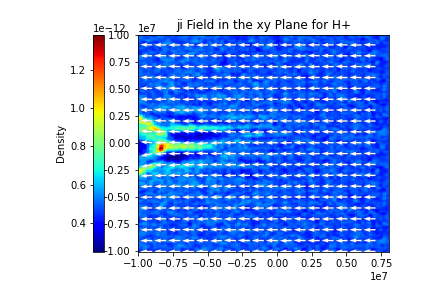 ji Field in the xy Plane for H+
1e−12
1e7
1.2
1.0
0.8
0.6
0.4
Density
1.00
0.75
0.50
0.25
0.00
−0.25
−0.50
−0.75
−1.00
−1.00 −0.75 −0.50 −0.25 0.00 0.25 0.50 0.75
1e7